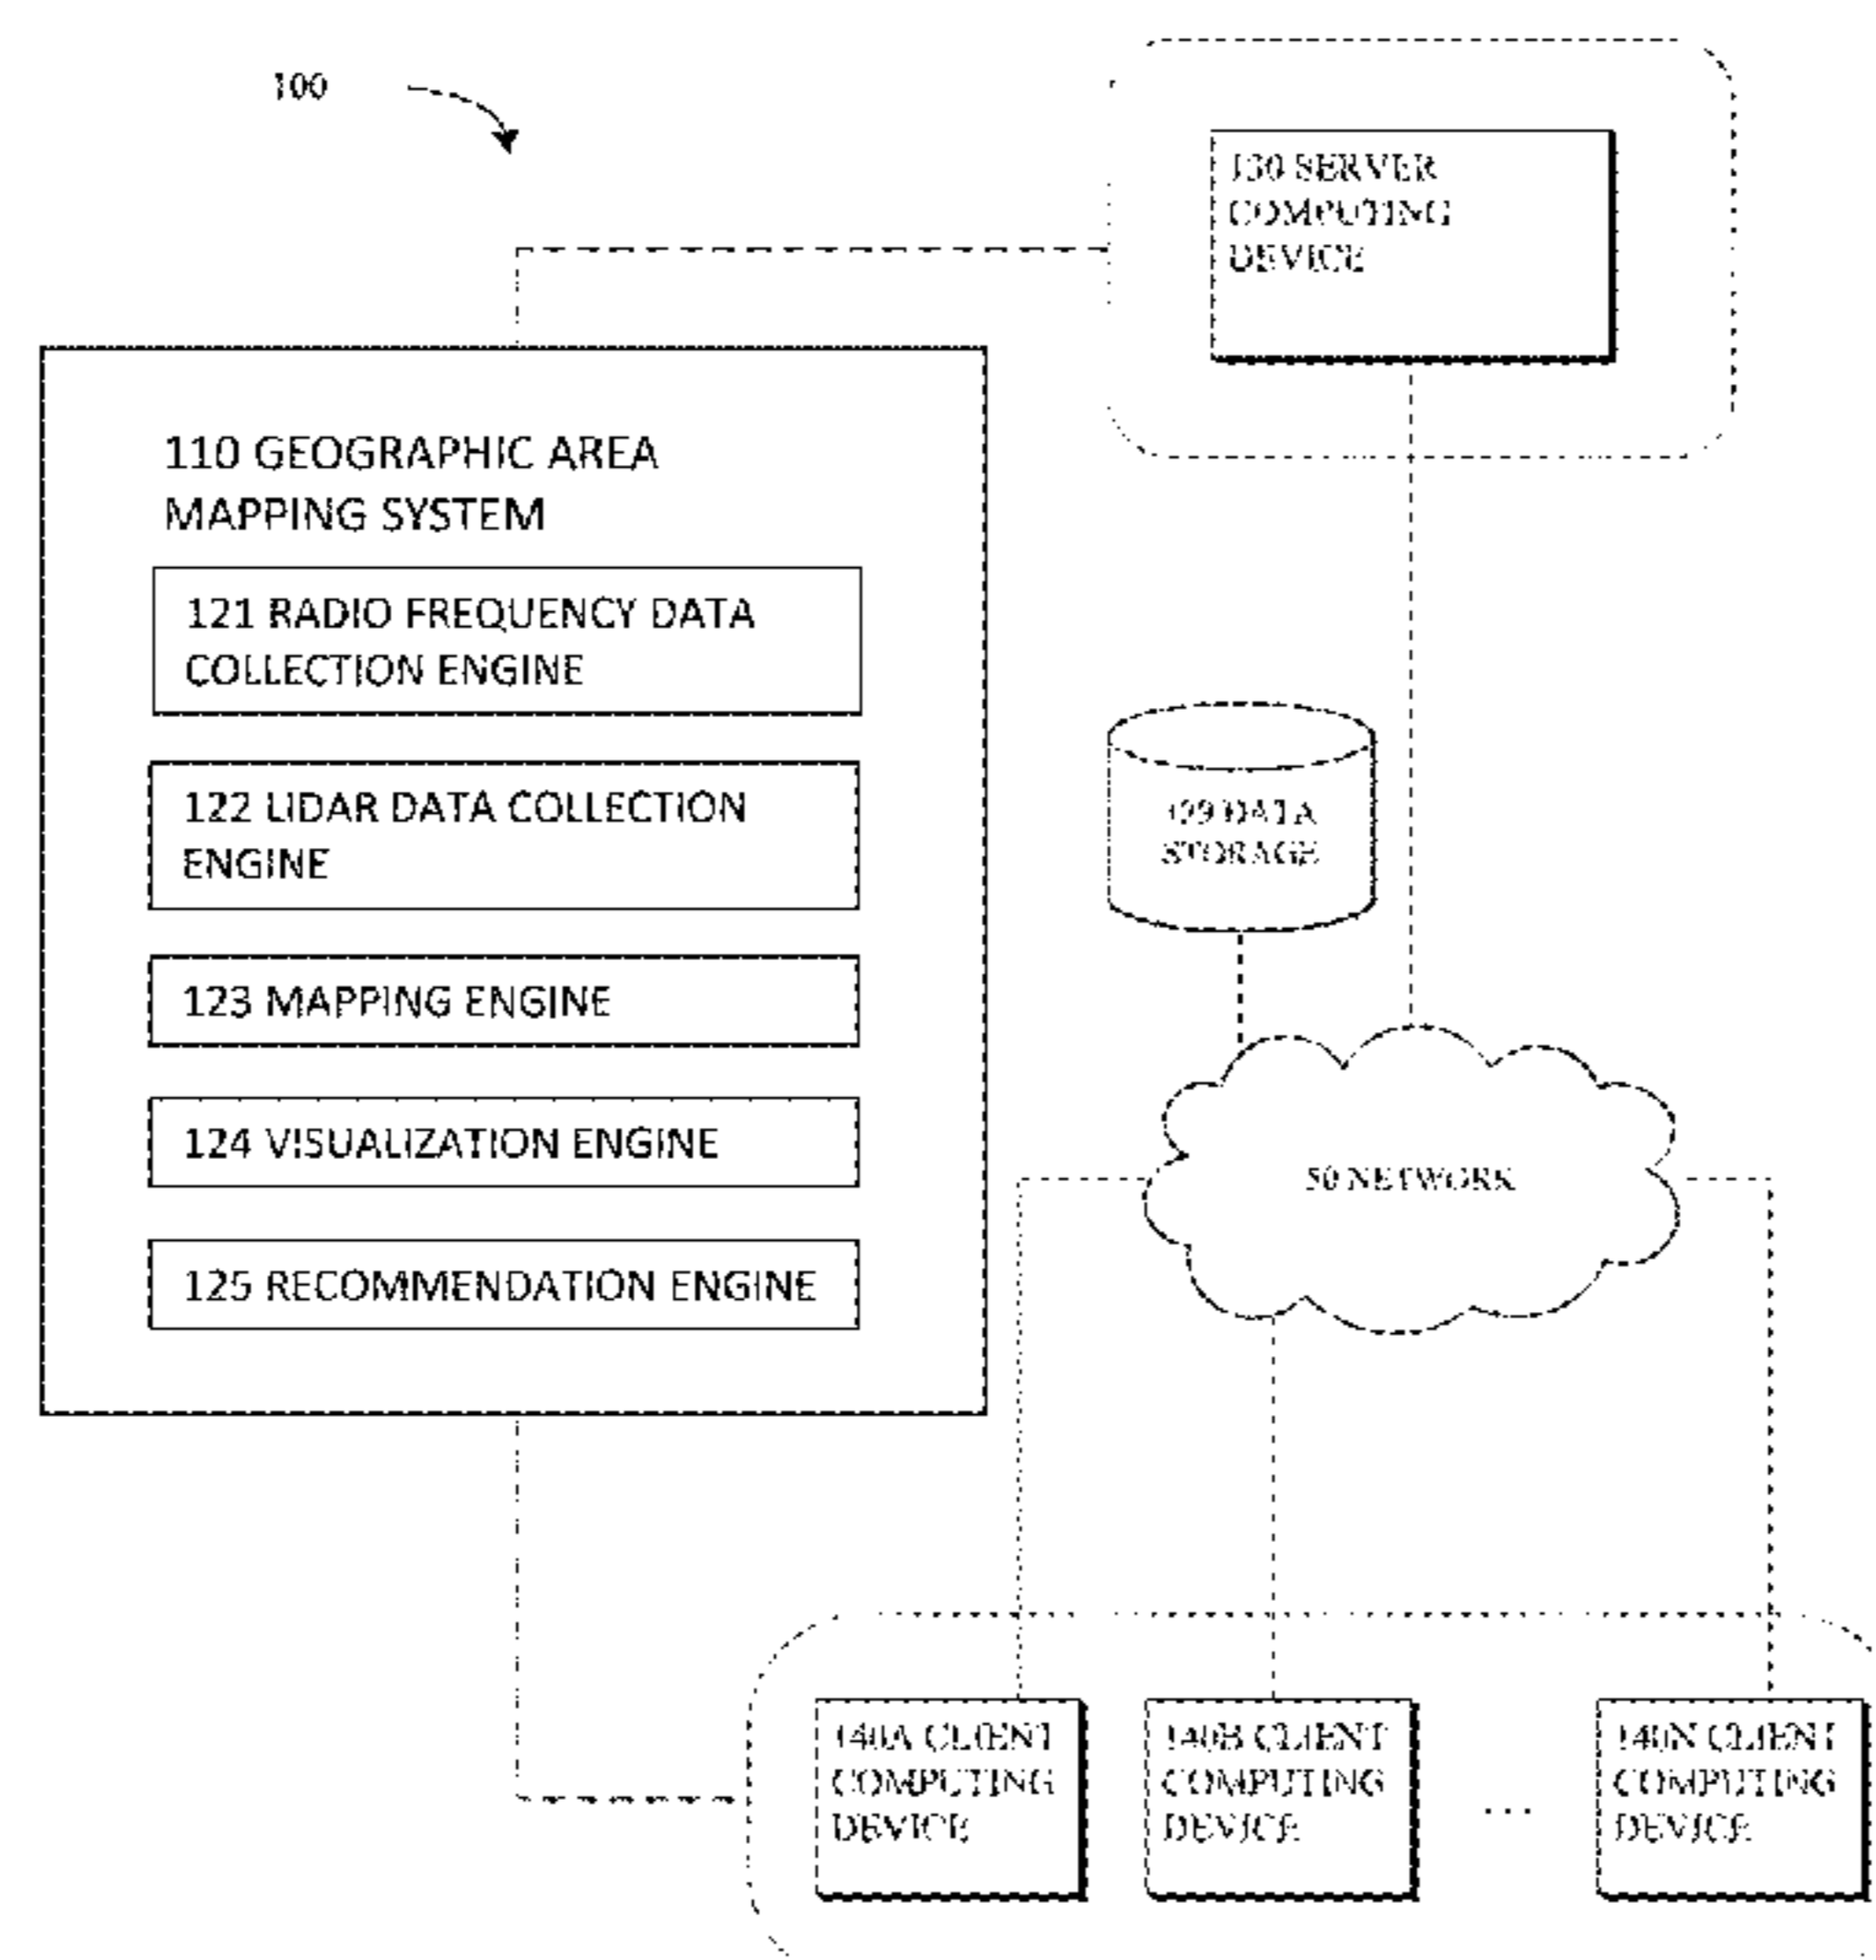 100
130 SERVER
COMPUTING
DEVICE
110 GEOGRAPHIC AREA
MAPPING SYSTEM
121 RADIO FREQUENCY DATA
COLLECTION ENGINE
122 LIDAR DATA COLLECTION
ENGINE
123 MAPPING ENGINE
124 VISUALIZATION ENGINE
125 RECOMMENDATION ENGINE
DATA
STORAGE
50 NETWORK
140A CLIENT
COMPUTING
DEVICE
140B CLIENT
COMPUTING
DEVICE
...
140N CLIENT
COMPUTING
DEVICE